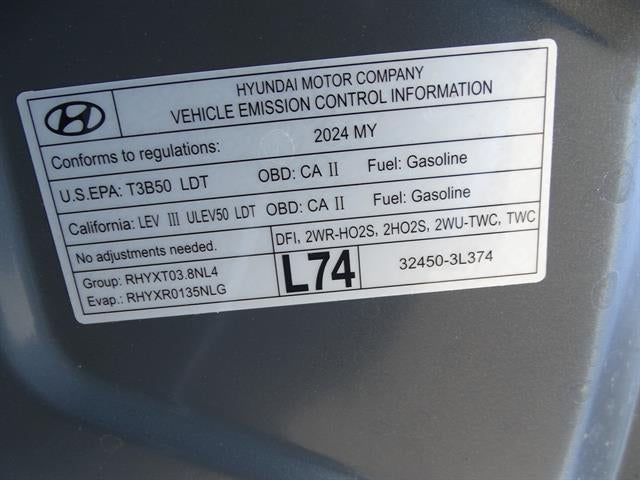 HYUNDAI MOTOR COMPANY
VEHICLE EMISSION CONTROL INFORMATION
Conforms to regulations: 2024 MY
U.S.EPA: T3B50 LDT OBD: CA II Fuel: Gasoline
California: LEV III ULEV50 LDT OBD: CA II Fuel: Gasoline
No adjustments needed. DFI, 2WR-HO2S, 2HO2S, 2WU-TWC, TWC
Group: RHYXT03.8NL4
Evap.: RHYXR0135NLG
L74 32450-3L374